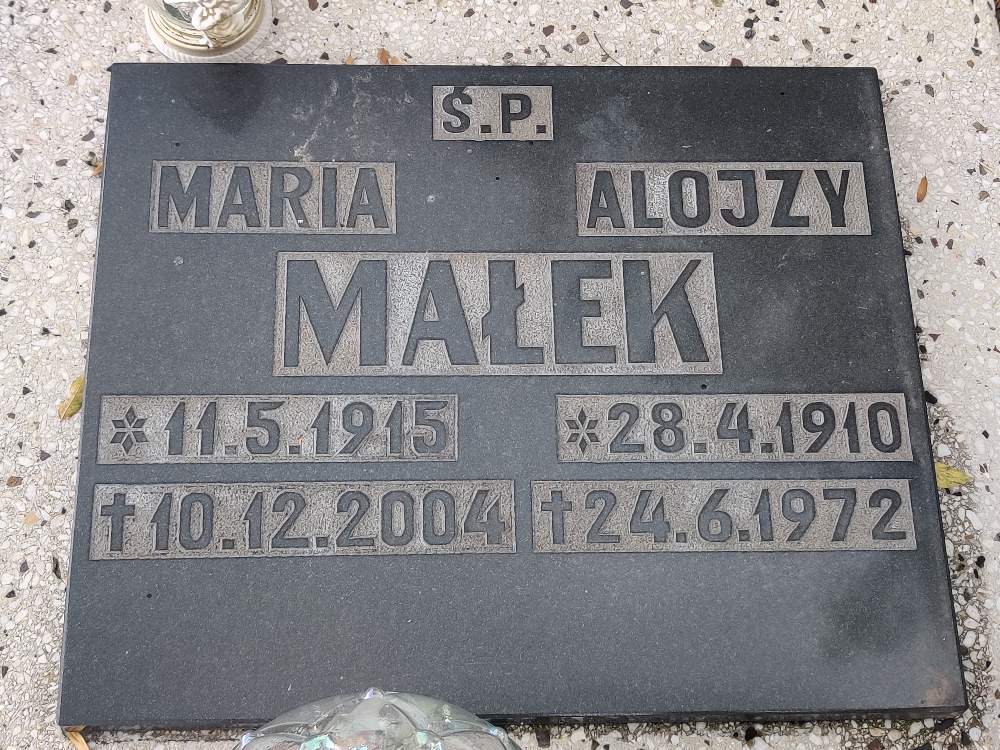 Ś.P.
MARIA ALOJZY
MAŁEK
* 11.5.1915 * 28.4.1910
† 10.12.2004 † 24.6.1972